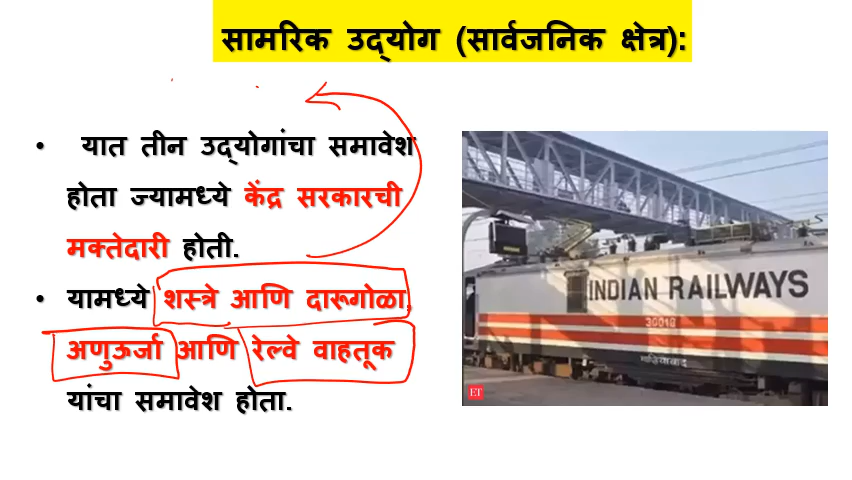 सामरिक उद्योग (सार्वजनिक क्षेत्र):
• यात तीन उद्योगांचा समावेश
होता ज्यामध्ये केंद्र सरकारची
मक्तेदारी होती.
• यामध्ये शस्त्रे आणि दारूगोळा,
अणुऊर्जा आणि रेल्वे वाहतूक
यांचा समावेश होता.
INDIAN RAILWAYS
गाज़ियाबाद
ET